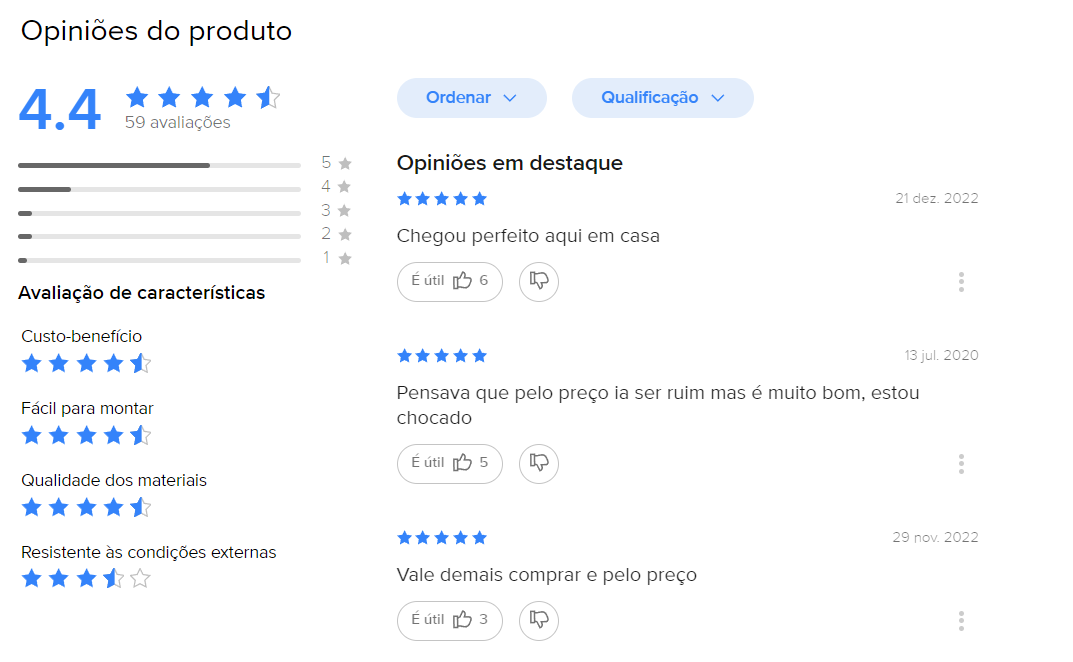 Opiniões do produto
4.4
59 avaliações
5
4
3
2
1
Avaliação de características
Custo-benefício
Fácil para montar
Qualidade dos materiais
Resistente às condições externas
Ordenar
Qualificação
Opiniões em destaque
21 dez. 2022
Chegou perfeito aqui em casa
É útil 6
13 jul. 2020
Pensava que pelo preço ia ser ruim mas é muito bom, estou
chocado
É útil 5
29 nov. 2022
Vale demais comprar e pelo preço
É útil 3